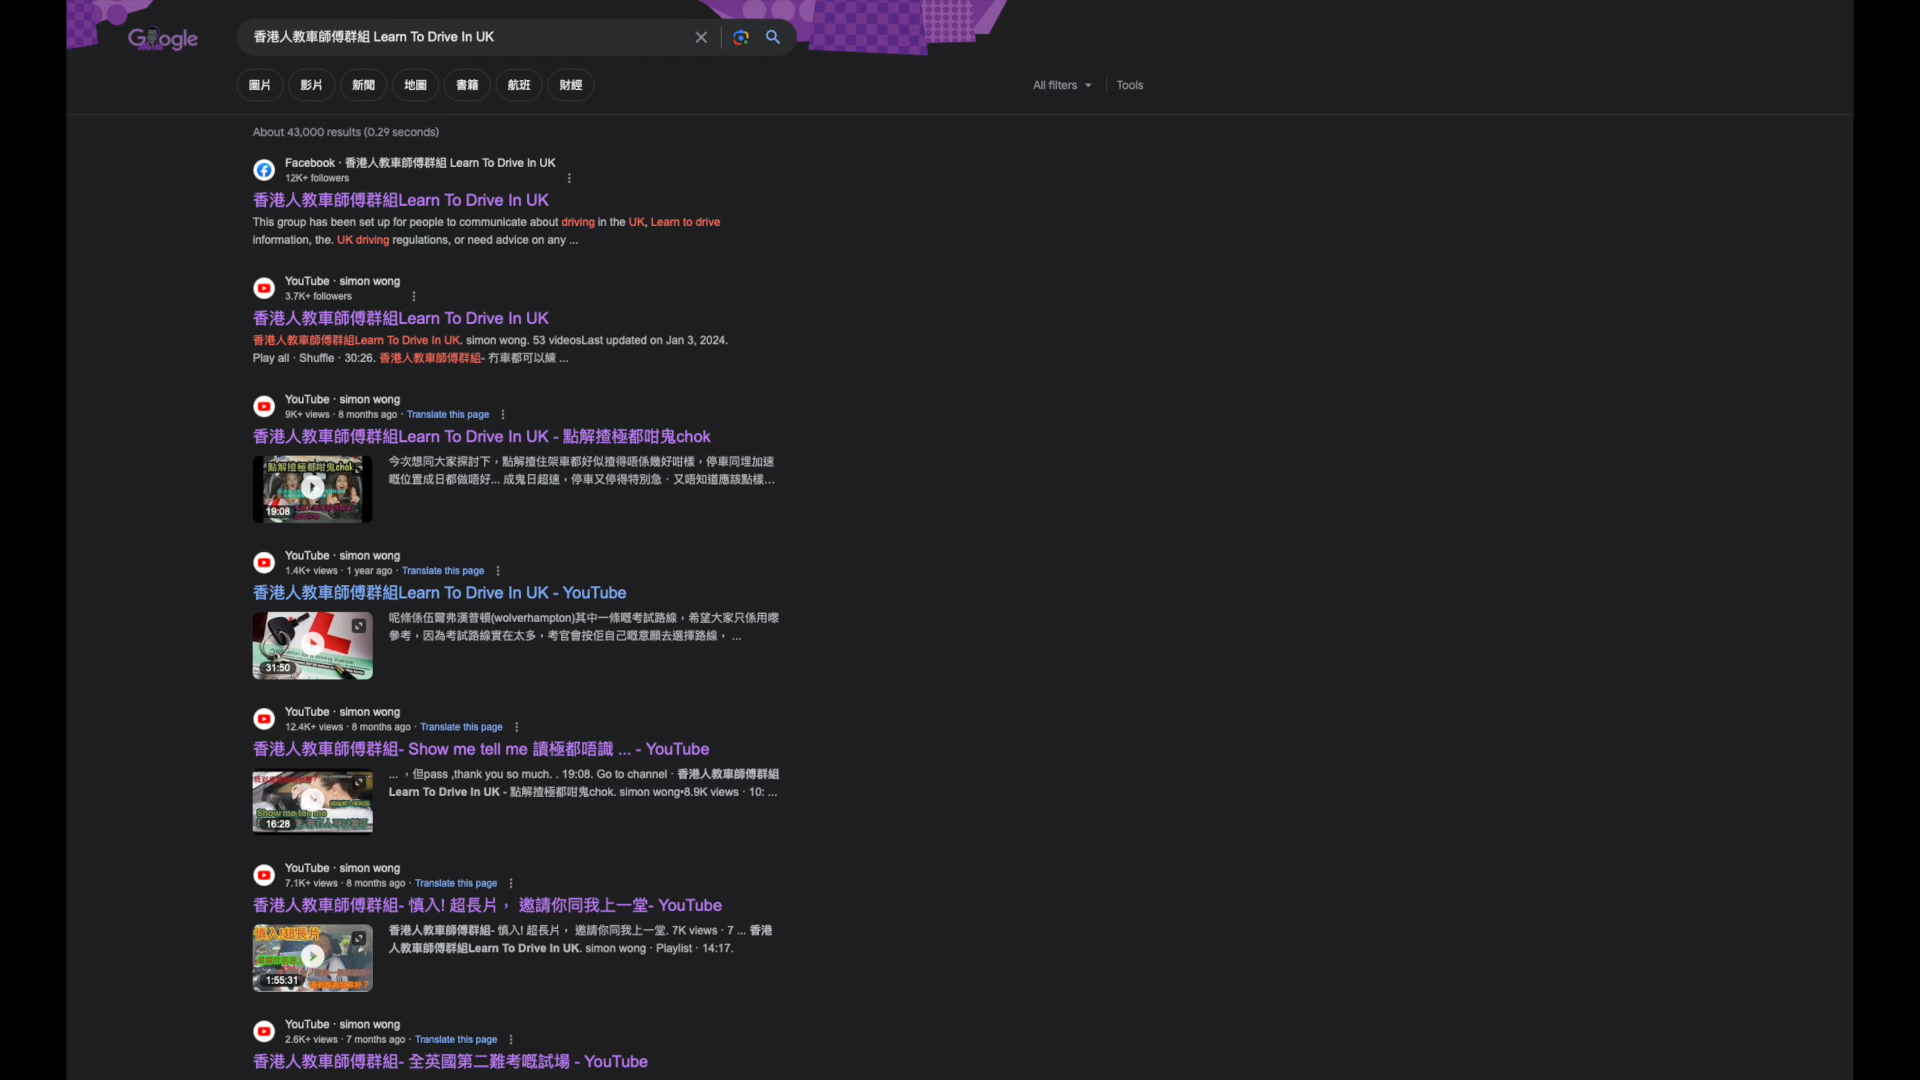 Google
香港人教車師傅群組 Learn To Drive In UK
圖片 影片 新聞 地圖 書籍 航班 財經 All filters Tools
About 43,000 results (0.29 seconds)
Facebook · 香港人教車師傅群組 Learn To Drive In UK
12K+ followers
香港人教車師傅群組Learn To Drive In UK
This group has been set up for people to communicate about driving in the UK, Learn to drive
information, the. UK driving regulations, or need advice on any ...
YouTube · simon wong
3.7K+ followers
香港人教車師傅群組Learn To Drive In UK
香港人教車師傅群組Learn To Drive In UK. simon wong. 53 videosLast updated on Jan 3, 2024.
Play all · Shuffle · 30:26. 香港人教車師傅群組- 冇車都可以練 ...
YouTube · simon wong
9K+ views · 8 months ago · Translate this page
香港人教車師傅群組Learn To Drive In UK - 點解揸極都咁鬼chok
點解揸極都咁鬼chok
19:08
今次想同大家探討下，點解揸住架車都好似揸得唔係幾好咁樣，停車同埋加速
嘅位置成日都做唔好... 成鬼日超速，停車又停得特別急．又唔知道應該點樣...
YouTube · simon wong
1.4K+ views · 1 year ago · Translate this page
香港人教車師傅群組Learn To Drive In UK - YouTube
31:50
呢條係伍爾弗漢普頓(wolverhampton)其中一條嘅考試路線，希望大家只係用嚟
參考，因為考試路線實在太多，考官會按佢自己嘅意願去選擇路線， ...
YouTube · simon wong
12.4K+ views · 8 months ago · Translate this page
香港人教車師傅群組- Show me tell me 讀極都唔識 ... - YouTube
Show me tell me
16:28
... ，但pass ,thank you so much. . 19:08. Go to channel · 香港人教車師傅群組
Learn To Drive In UK - 點解揸極都咁鬼chok. simon wong•8.9K views · 10: ...
YouTube · simon wong
7.1K+ views · 8 months ago · Translate this page
香港人教車師傅群組- 慎入! 超長片， 邀請你同我上一堂- YouTube
慎入!超長片
1:55:31
香港人教車師傅群組- 慎入! 超長片， 邀請你同我上一堂. 7K views · 7 ... 香港
人教車師傅群組Learn To Drive In UK. simon wong · Playlist · 14:17.
YouTube · simon wong
2.6K+ views · 7 months ago · Translate this page
香港人教車師傅群組- 全英國第二難考嘅試場 - YouTube